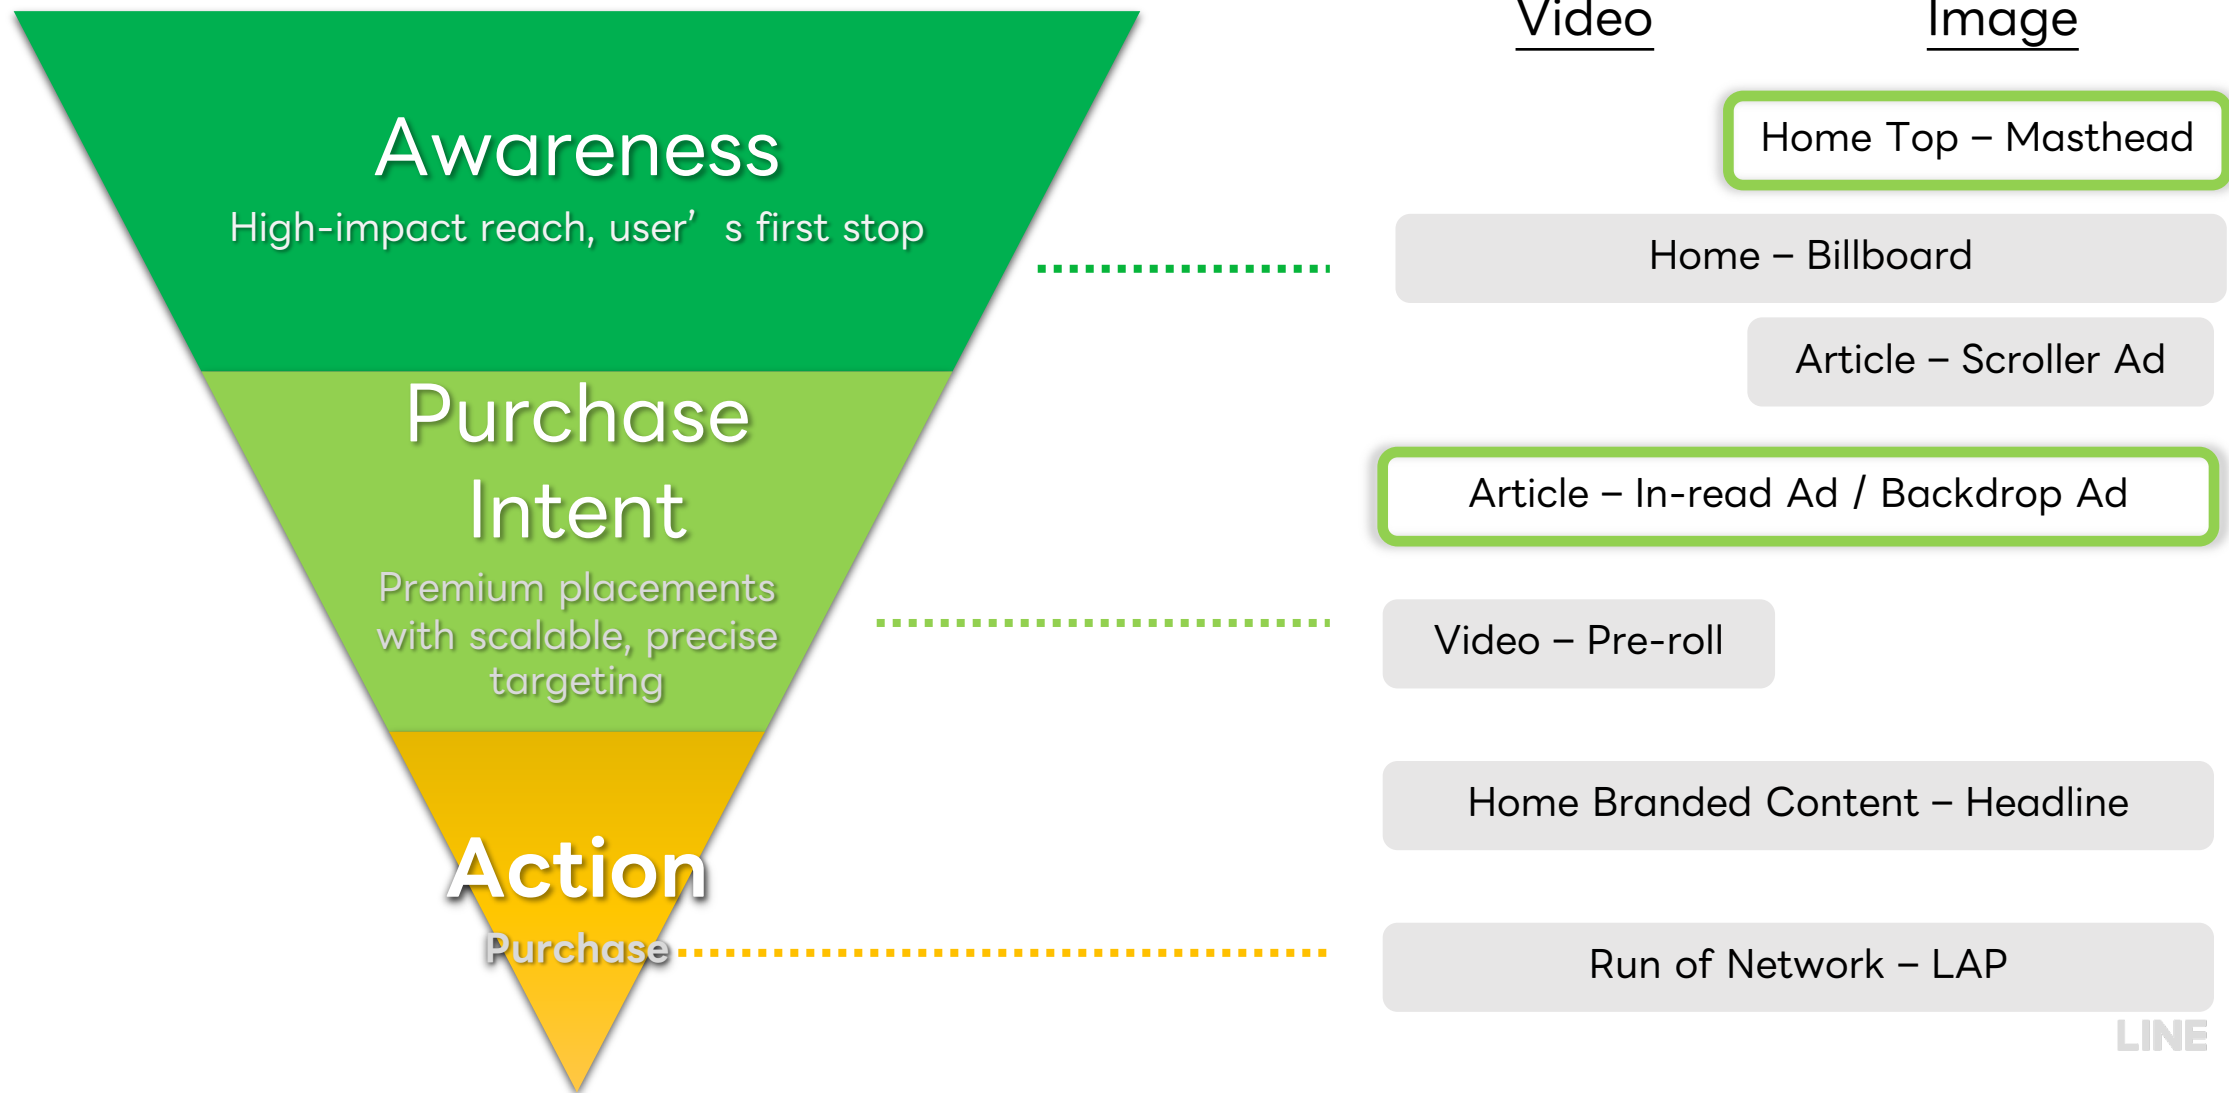 Video
Image
Awareness
High-impact reach, user’ s first stop
Home Top – Masthead
Home – Billboard
Article – Scroller Ad
Purchase
Intent
Premium placements
with scalable, precise
targeting
Article – In-read Ad / Backdrop Ad
Video – Pre-roll
Home Branded Content – Headline
Action
Purchase
Run of Network – LAP
LINE